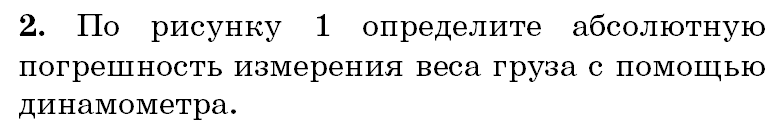 2. По рисунку 1 определите абсолютную
погрешность измерения веса груза с помощью
динамометра.